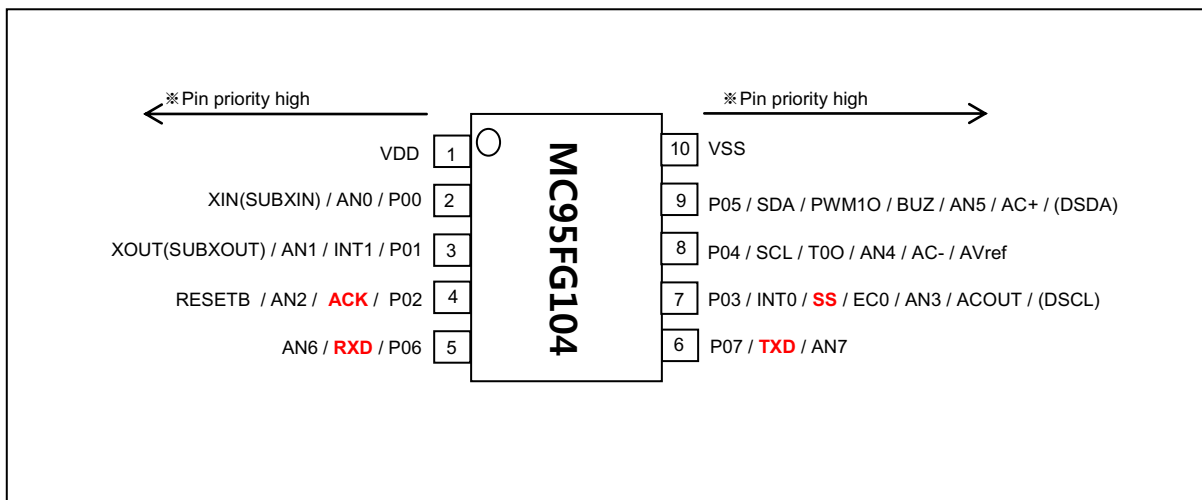 ※Pin priority high
※Pin priority high
MC95FG104
VDD 1
XIN(SUBXIN) / AN0 / P00 2
XOUT(SUBXOUT) / AN1 / INT1 / P01 3
RESETB / AN2 / ACK / P02 4
AN6 / RXD / P06 5
10 VSS
9 P05 / SDA / PWM1O / BUZ / AN5 / AC+ / (DSDA)
8 P04 / SCL / T0O / AN4 / AC- / AVref
7 P03 / INT0 / SS / EC0 / AN3 / ACOUT / (DSCL)
6 P07 / TXD / AN7